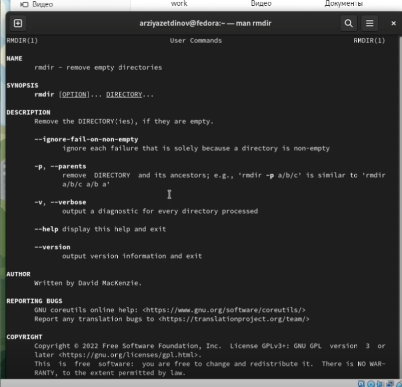 Видео
work
Видео
Документы
arziyazetdinov@fedora:~ — man rmdir
RMDIR(1) User Commands RMDIR(1)
NAME
rmdir - remove empty directories
SYNOPSIS
rmdir [OPTION]... DIRECTORY...
DESCRIPTION
Remove the DIRECTORY(ies), if they are empty.
--ignore-fail-on-non-empty
ignore each failure that is solely because a directory is non-empty
-p, --parents
remove DIRECTORY and its ancestors; e.g., 'rmdir -p a/b/c' is similar to 'rmdir
a/b/c a/b a'
-v, --verbose
output a diagnostic for every directory processed
--help display this help and exit
--version
output version information and exit
AUTHOR
Written by David MacKenzie.
REPORTING BUGS
GNU coreutils online help: <https://www.gnu.org/software/coreutils/>
Report any translation bugs to <https://translationproject.org/team/>
COPYRIGHT
Copyright © 2022 Free Software Foundation, Inc. License GPLv3+: GNU GPL version 3 or
later <https://gnu.org/licenses/gpl.html>.
This is free software: you are free to change and redistribute it. There is NO WAR‐
RANTY, to the extent permitted by law.